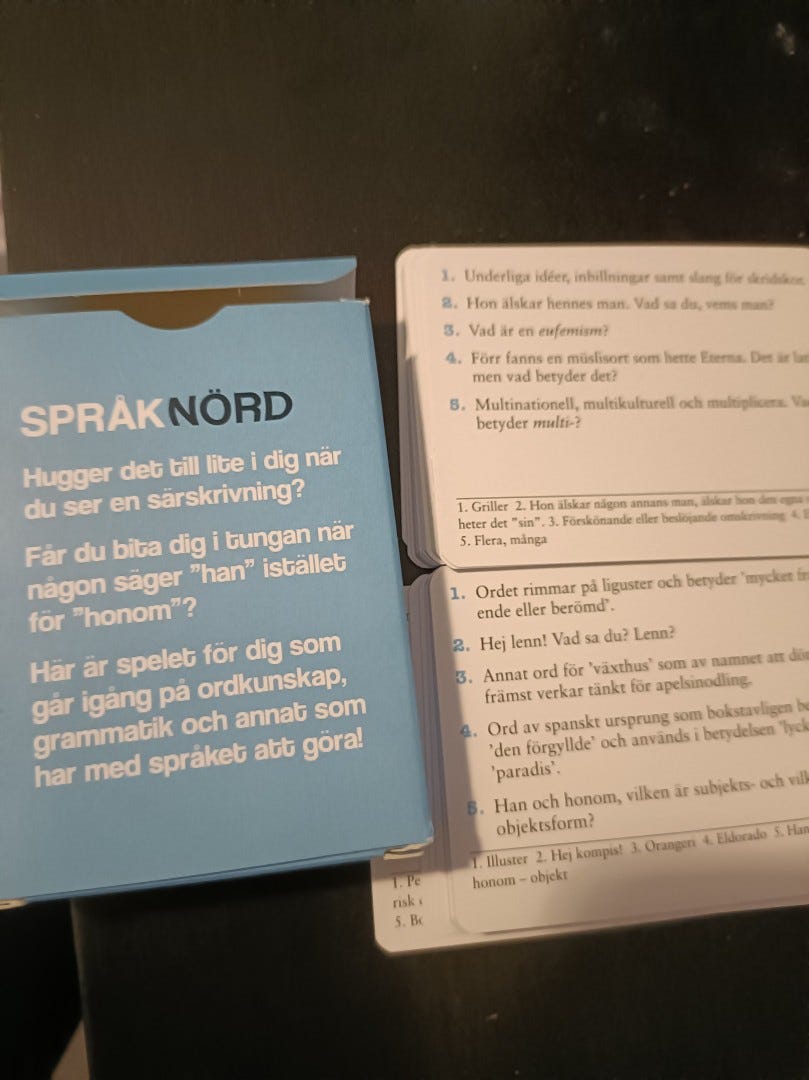 SPRÅKNÖRD
Hugger det till lite i dig när
du ser en särskrivning?
Får du bita dig i tungan när
någon säger ”han” istället
för ”honom”?
Här är spelet för dig som
går igång på ordkunskap,
grammatik och annat som
har med språket att göra!
1. Underliga idéer, inbillningar samt slang för skridskor.
2. Hon älskar hennes man. Vad sa du, vems man?
3. Vad är en eufemism?
4. Förr fanns en müslisort som hette Eterna. Det är
men vad betyder det?
5. Multinationell, multikulturell och multiplicera.
betyder multi-?
1. Griller 2. Hon älskar någon annans man, älskar hon den egna
heter det ”sin”. 3. Förskönande eller beslöjande omskrivning 4.
5. Flera, många
1. Ordet rimmar på liguster och betyder ’mycket
ende eller berömd’.
2. Hej lenn! Vad sa du? Lenn?
3. Annat ord för ’växthus’ som av namnet att
främst verkar tänkt för apelsinodling.
4. Ord av spanskt ursprung som bokstavligen
’den förgyllde’ och används i betydelsen
’paradis’.
5. Han och honom, vilken är subjekts- och
objektsform?
1. Illuster 2. Hej kompis! 3. Orangeri 4. Eldorado 5. Han
honom – objekt
1. Pe
risk
5. Be